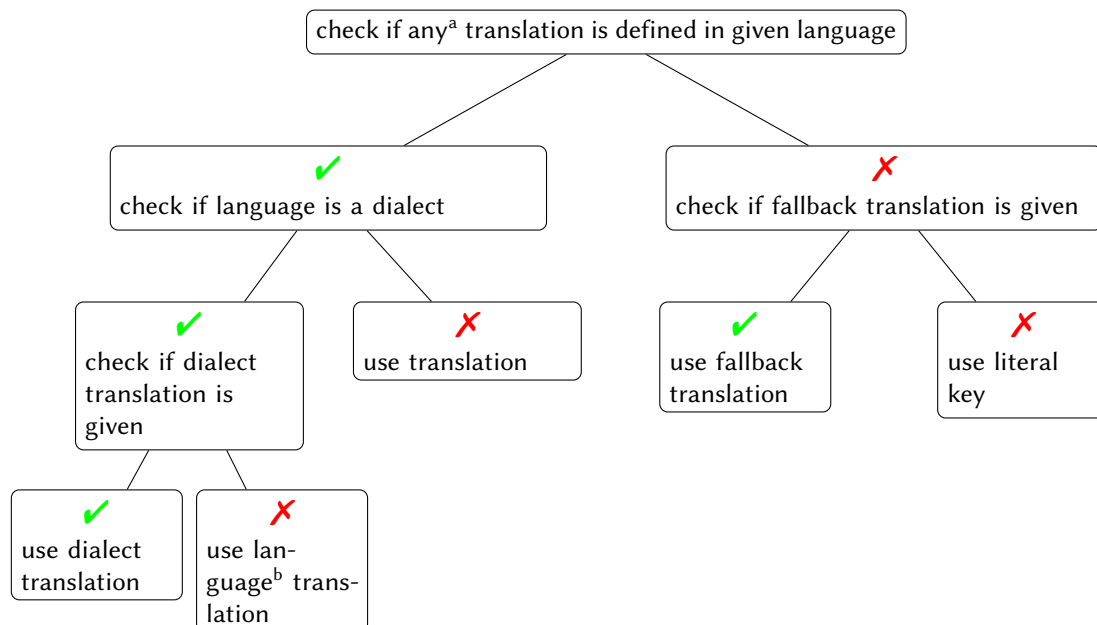 check if anyᵃ translation is defined in given language
✓
check if language is a dialect
✗
check if fallback translation is given
✓
check if dialect
translation is
given
✗
use translation
✓
use fallback
translation
✗
use literal
key
✓
use dialect
translation
✗
use lan-
guageᵇ trans-
lation